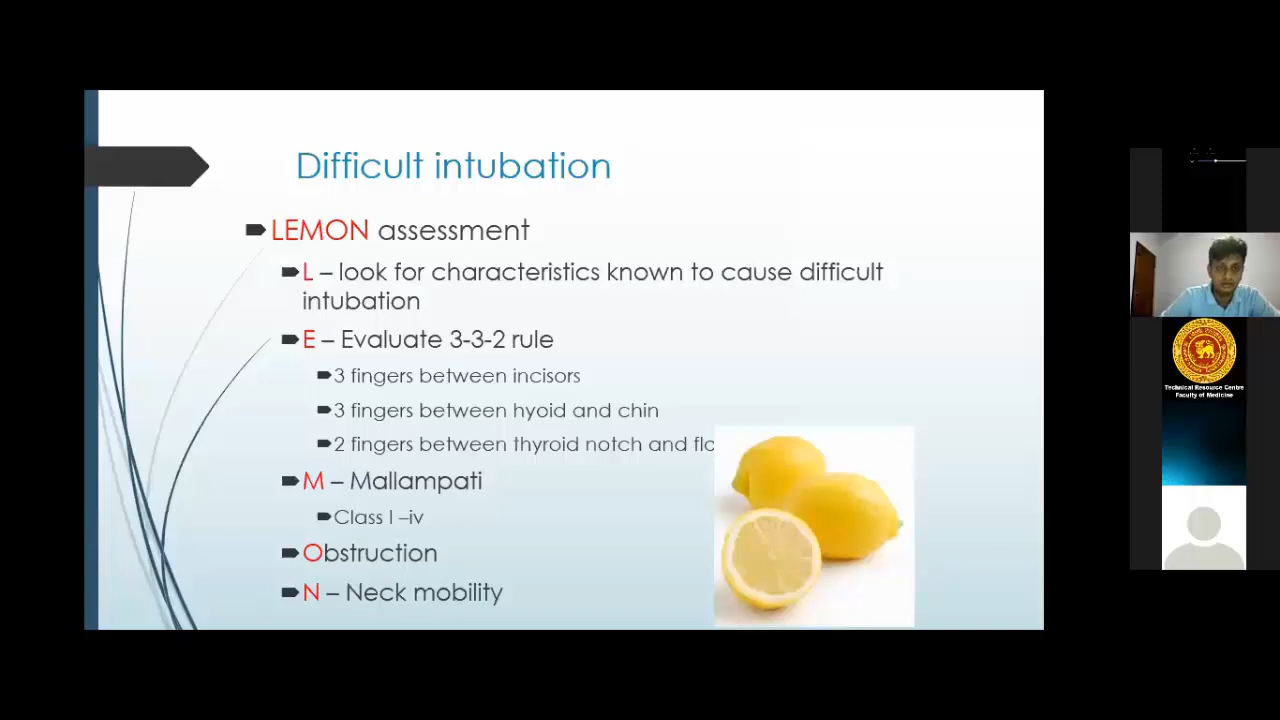 Difficult intubation
LEMON assessment
L – look for characteristics known to cause difficult
intubation
E – Evaluate 3-3-2 rule
3 fingers between incisors
3 fingers between hyoid and chin
2 fingers between thyroid notch and
M – Mallampati
Class I –iv
Obstruction
N – Neck mobility
Technical Resource Centre
Faculty of Medicine